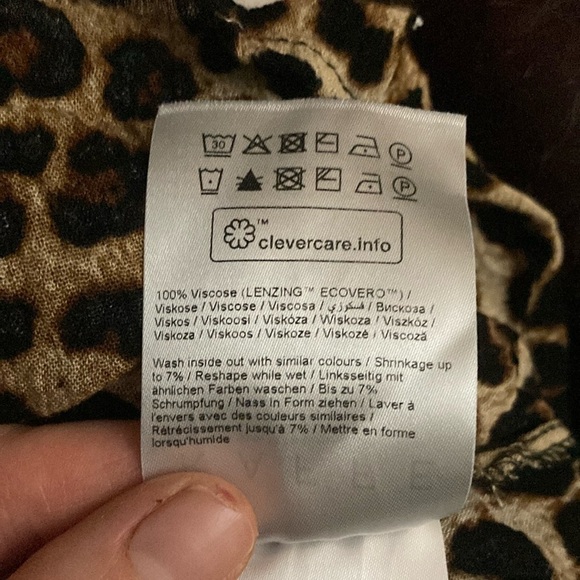 30 P
P
™
clevercare.info
100% Viscose (LENZING™ ECOVERO™) /
Viskose / Viscose / Viscosa / فسكوزي / Вискоза /
Viskos / Viskoosi / Viskóza / Wiskoza / Viszkóz /
Viskoza / Viskoos / Viskoze / Viskozė / Viscoză
Wash inside out with similar colours / Shrinkage up
to 7% / Reshape while wet / Linksseitig mit
ähnlichen Farben waschen / Bis zu 7%
Schrumpfung / Nass in Form ziehen / Laver à
l'envers avec des couleurs similaires /
Rétrécissement jusqu'à 7% / Mettre en forme
lorsqu'humide